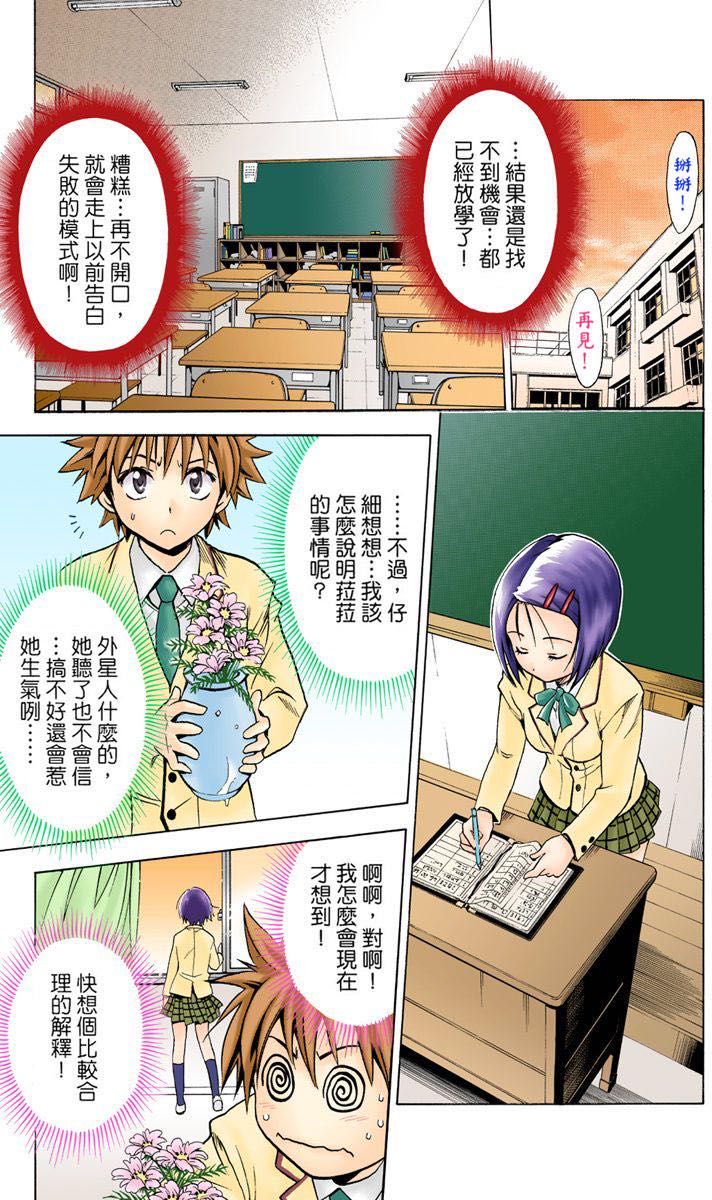 掰掰！
再見！
…結果還是找
不到機會…都
已經放學了！
糟糕…再不開口，
就會走上以前告白
失敗的模式啊！
……不過，仔
細想想…我該
怎麼說明菈菈
的事情呢？
外星人什麼的，
她聽了也不會信
…搞不好還會惹
她生氣咧……
啊啊，對啊！
我怎麼會現在
才想到！
快想個比較合
理的解釋！